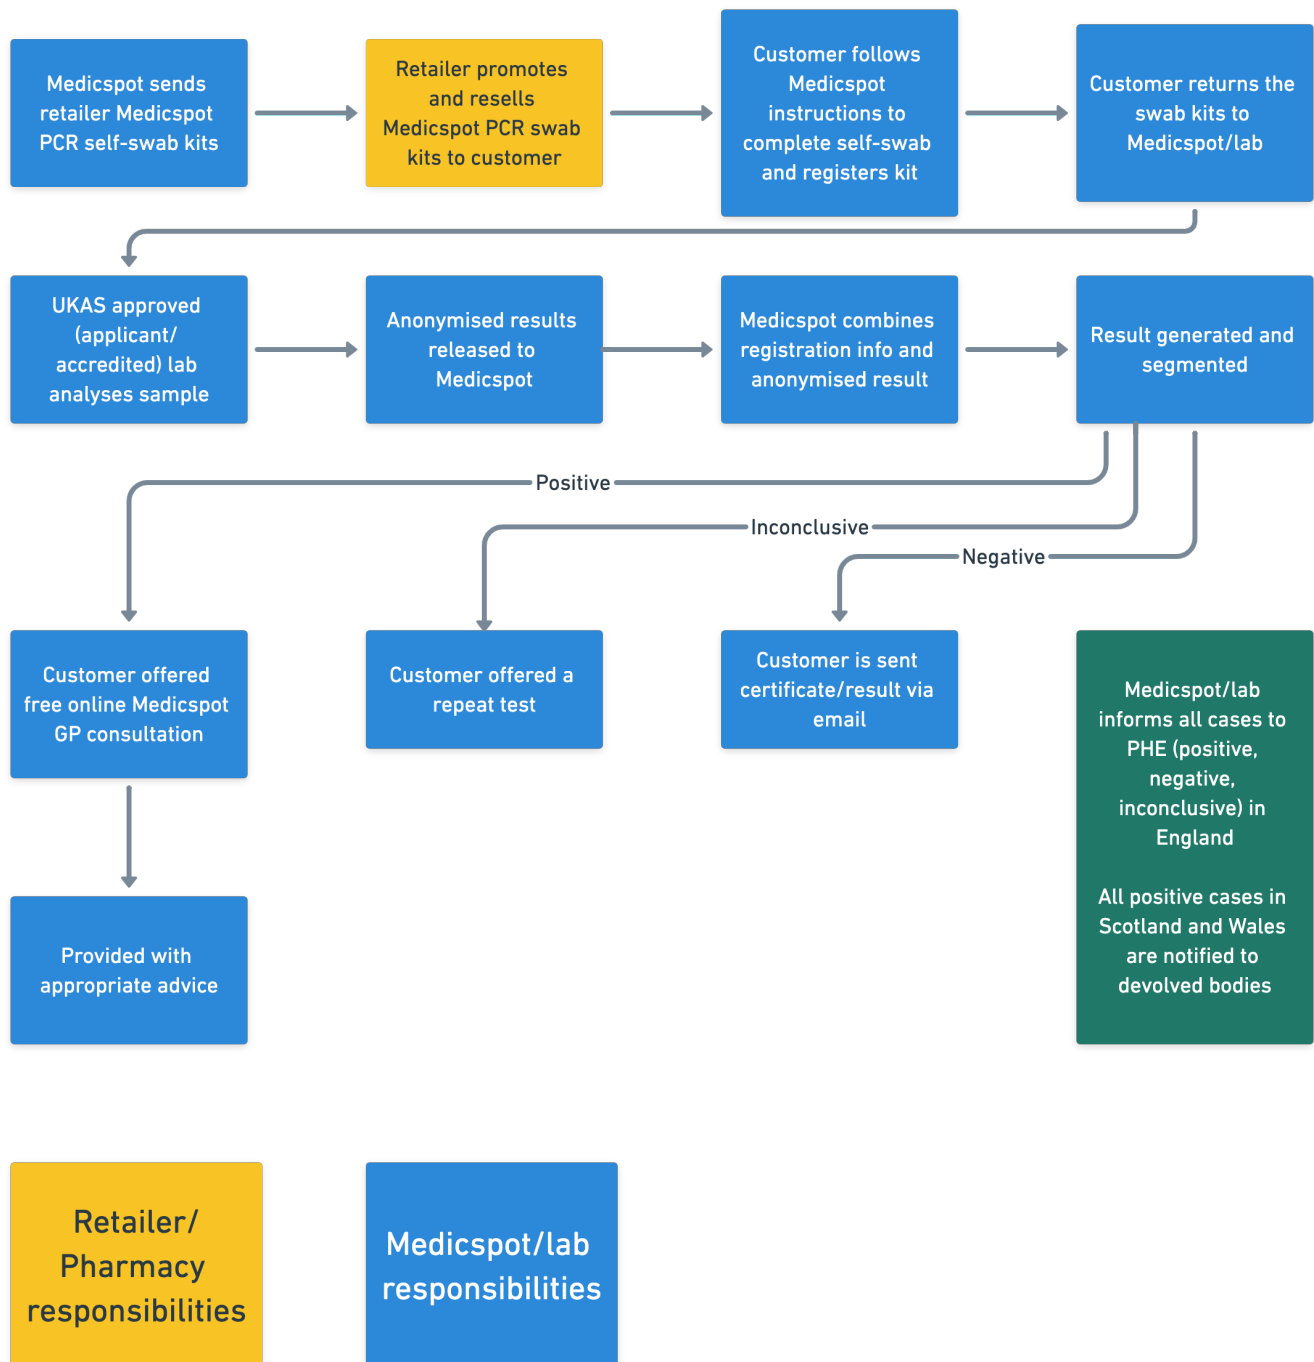 Medicspot sends
retailer Medicspot
PCR self-swab kits
Retailer promotes
and resells
Medicspot PCR swab
kits to customer
Customer follows
Medicspot
instructions to
complete self-swab
and registers kit
Customer returns the
swab kits to
Medicspot/lab
UKAS approved
(applicant/
accredited) lab
analyses sample
Anonymised results
released to
Medicspot
Medicspot combines
registration info and
anonymised result
Result generated and
segmented
Positive
Inconclusive
Negative
Customer offered
free online Medicspot
GP consultation
Customer offered a
repeat test
Customer is sent
certificate/result via
email
Medicspot/lab
informs all cases to
PHE (positive,
negative,
inconclusive) in
England
All positive cases in
Scotland and Wales
are notified to
devolved bodies
Provided with
appropriate advice
Retailer/
Pharmacy
responsibilities
Medicspot/lab
responsibilities